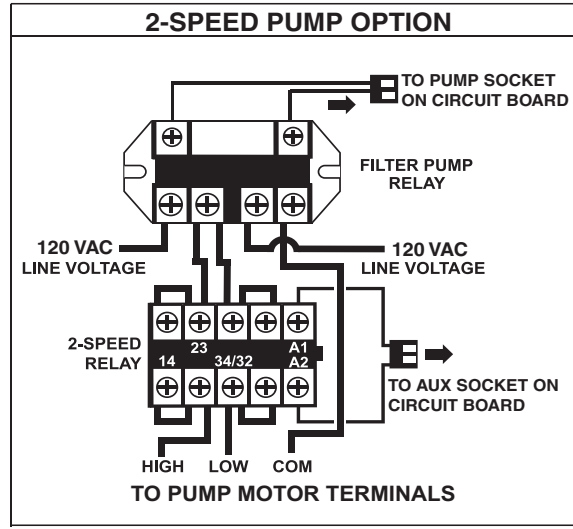 2-SPEED PUMP OPTION
TO PUMP SOCKET
ON CIRCUIT BOARD
FILTER PUMP
RELAY
120 VAC
LINE VOLTAGE
120 VAC
LINE VOLTAGE
2-SPEED
RELAY
23
A1
14
34/32
A2
TO AUX SOCKET ON
CIRCUIT BOARD
HIGH LOW COM
TO PUMP MOTOR TERMINALS